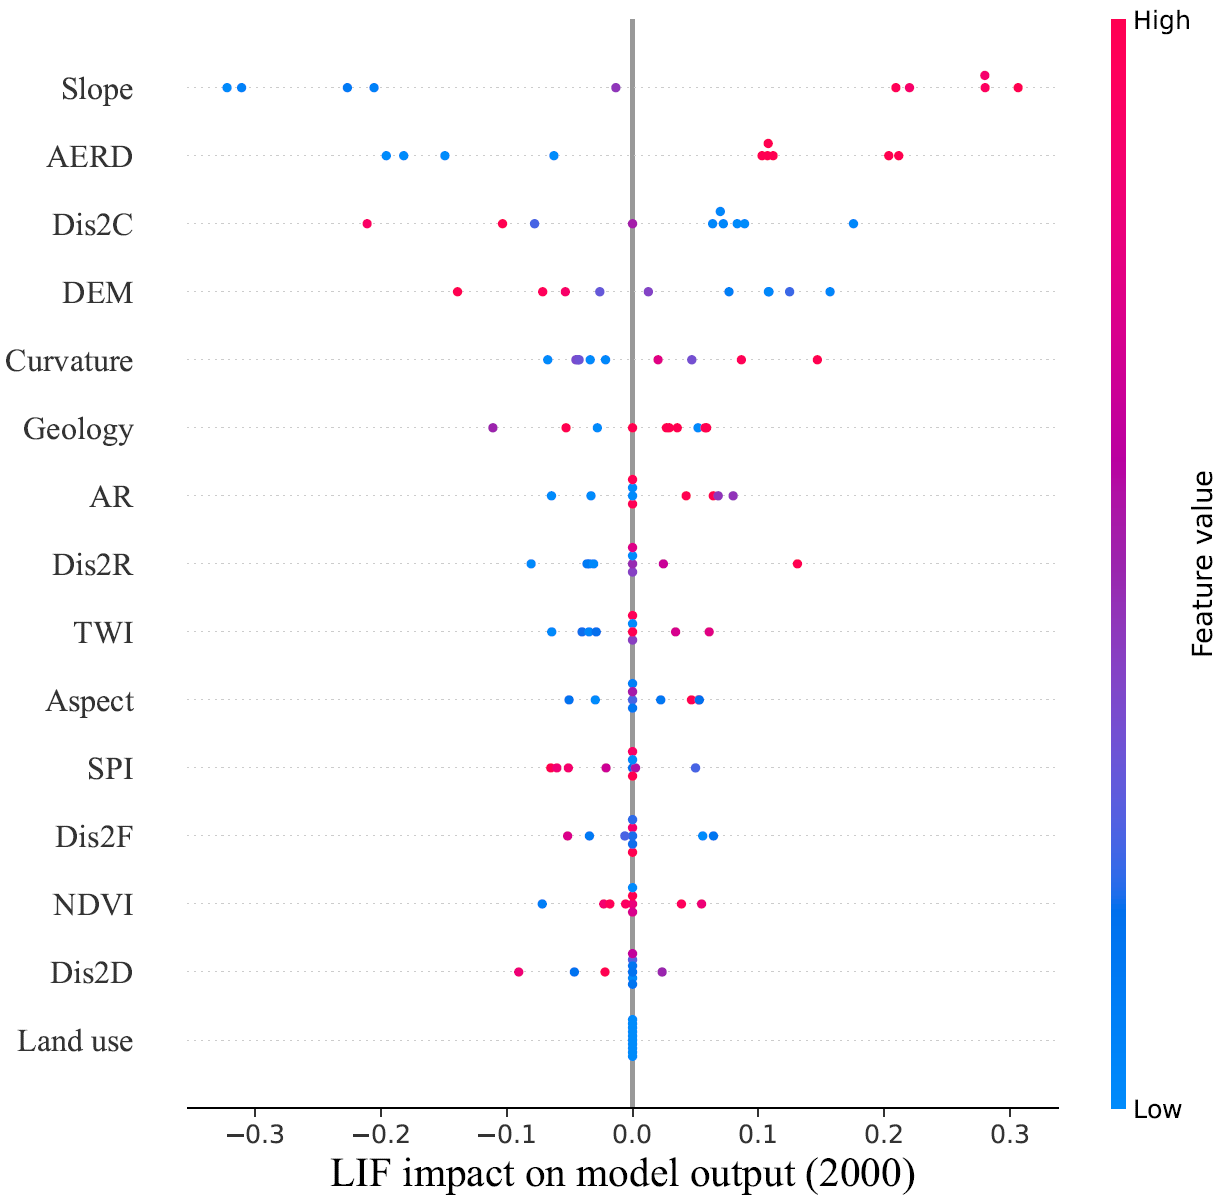 High
Slope
AERD
Dis2C
DEM
Curvature
Geology
AR
Dis2R
TWI
Aspect
SPI
Dis2F
NDVI
Dis2D
Land use
Feature value
Low
−0.3 −0.2 −0.1 0.0 0.1 0.2 0.3
LIF impact on model output (2000)